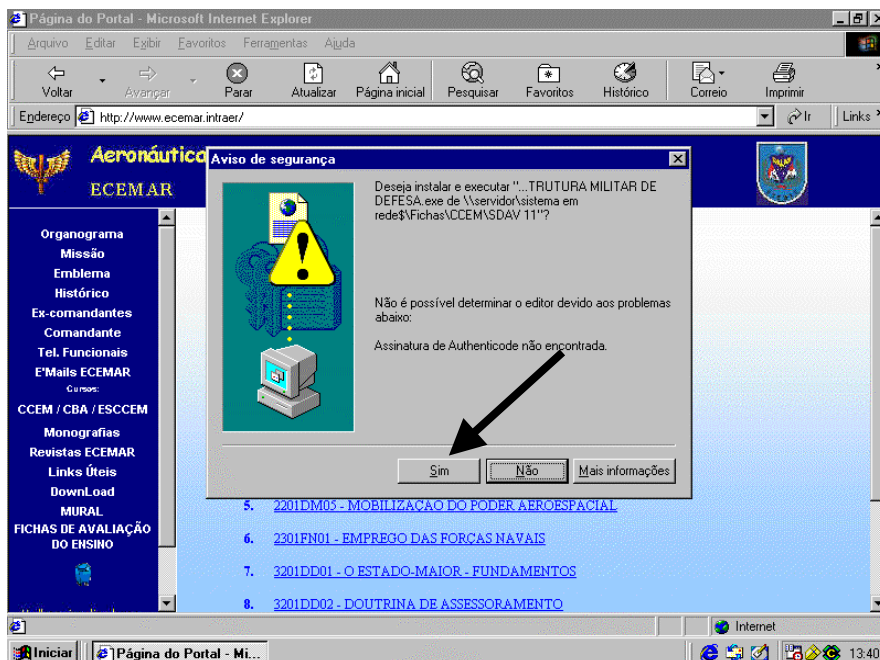 Página do Portal - Microsoft Internet Explorer
Arquivo Editar Exibir Favoritos Ferramentas Ajuda
Voltar Avançar Parar Atualizar Página inicial Pesquisar Favoritos Histórico Correio Imprimir
Endereço http://www.ecemar.intraer/ Ir Links
Aeronáutica
ECEMAR
Organograma
Missão
Emblema
Histórico
Ex-comandantes
Comandante
Tel. Funcionais
E'Mails ECEMAR
Cursos:
CCEM / CBA / ESCCEM
Monografias
Revistas ECEMAR
Links Úteis
DownLoad
MURAL
FICHAS DE AVALIAÇÃO
DO ENSINO
Aviso de segurança
Deseja instalar e executar "...TRUTURA MILITAR DE
DEFESA.exe de \\servidor\sistema em
rede$\Fichas\CCEM\SDAV 11"?
Não é possível determinar o editor devido aos problemas
abaixo:
Assinatura de Authenticode não encontrada.
Sim Não Mais informações
5. 2201DM05 - MOBILIZAÇAO DO PODER AEROESPACIAL
6. 2301FN01 - EMPREGO DAS FORÇAS NAVAIS
7. 3201DD01 - O ESTADO-MAIOR - FUNDAMENTOS
8. 3201DD02 - DOUTRINA DE ASSESSORAMENTO
Internet
Iniciar Página do Portal - Mi... 13:40